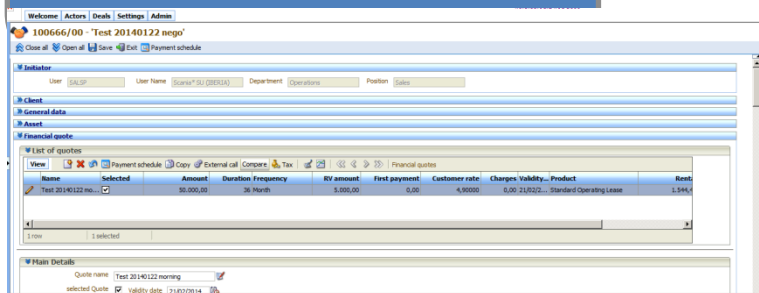 Welcome Actors Deals Settings Admin
100666/00 - 'Test 20140122 nego'
Close all Open all Save Exit Payment schedule
Initiator
User SALSP User Name Scania* SU (IBERIA) Department Operations Position Sales
Client
General data
Asset
Financial quote
List of quotes
View Payment schedule Copy External call Compare Tax Financial quotes
Name Selected Amount Duration Frequency RV amount First payment Customer rate Charges Validity... Product Rent
Test 20140122 mo... 50.000,00 36 Month 5.000,00 0,00 4,90000 0,00 21/02/2... Standard Operating Lease 1.544,4
1 row 1 selected
Main Details
Quote name Test 20140122 morning
selected Quote Validity date 21/02/2014